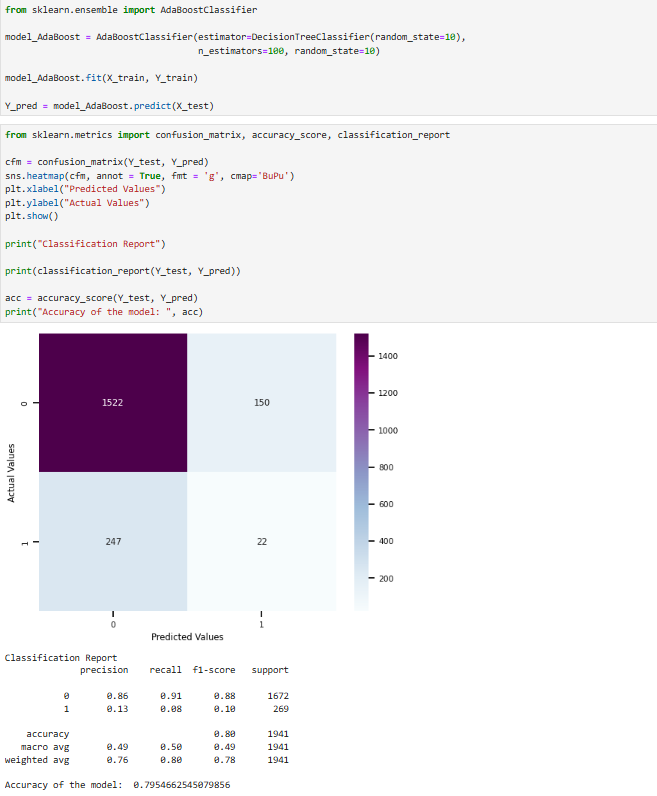 from sklearn.ensemble import AdaBoostClassifier
model_AdaBoost = AdaBoostClassifier(estimator=DecisionTreeClassifier(random_state=10),
n_estimators=100, random_state=10)
model_AdaBoost.fit(X_train, Y_train)
Y_pred = model_AdaBoost.predict(X_test)
from sklearn.metrics import confusion_matrix, accuracy_score, classification_report
cfm = confusion_matrix(Y_test, Y_pred)
sns.heatmap(cfm, annot = True, fmt = 'g', cmap='BuPu')
plt.xlabel("Predicted Values")
plt.ylabel("Actual Values")
plt.show()
print("Classification Report")
print(classification_report(Y_test, Y_pred))
acc = accuracy_score(Y_test, Y_pred)
print("Accuracy of the model: ", acc)
1400
1200
1000
800
600
400
200
0
1522
150
Actual Values
1
247
22
0
1
Predicted Values
Classification Report
precision recall f1-score support
0 0.86 0.91 0.88 1672
1 0.13 0.08 0.10 269
accuracy 0.80 1941
macro avg 0.49 0.50 0.49 1941
weighted avg 0.76 0.80 0.78 1941
Accuracy of the model: 0.7954662545079856